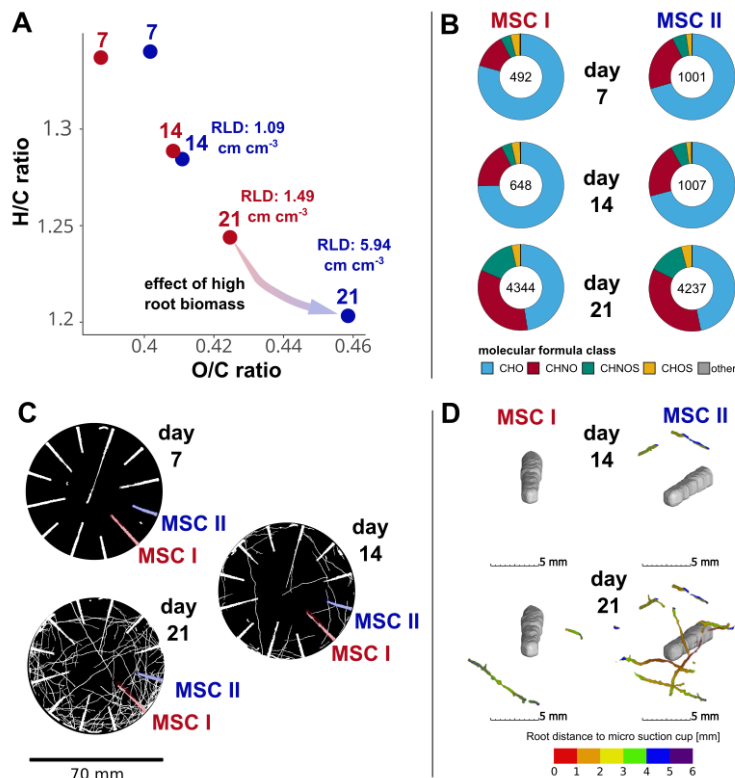 A
7
7
1.3
14
14
RLD: 1.09
cm cm⁻³
H/C ratio
1.25
21
RLD: 1.49
cm cm⁻³
RLD: 5.94
cm cm⁻³
effect of high
root biomass
21
1.2
0.4
0.42
0.44
0.46
O/C ratio
B
MSC I
MSC II
492
day
7
1001
648
day
14
1007
4344
day
21
4237
molecular formula class
CHO
CHNO
CHNOS
CHOS
other
C
day
7
MSC II
MSC I
day
14
MSC II
MSC I
day
21
MSC II
MSC I
70 mm
D
MSC I
MSC II
day
14
5 mm
5 mm
day
21
5 mm
5 mm
Root distance to micro suction cup [mm]
0 1 2 3 4 5 6